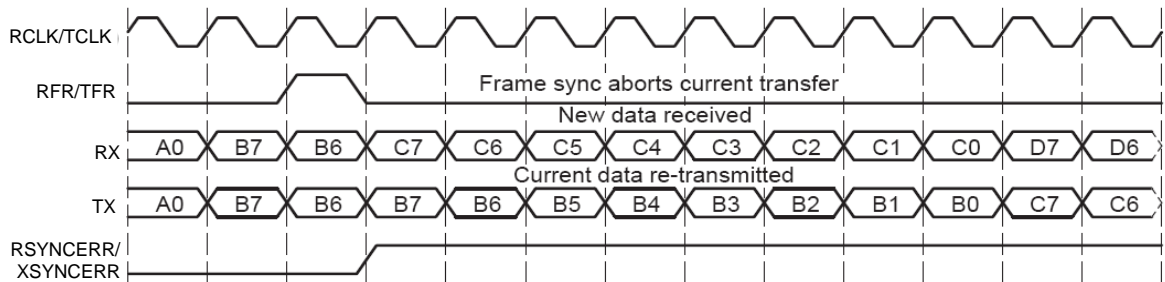 RCLK/TCLK
RFR/TFR
Frame sync aborts current transfer
New data received
RX A0 B7 B6 C7 C6 C5 C4 C3 C2 C1 C0 D7 D6
Current data re-transmitted
TX A0 B7 B6 B7 B6 B5 B4 B3 B2 B1 B0 C7 C6
RSYNCERR/
XSYNCERR